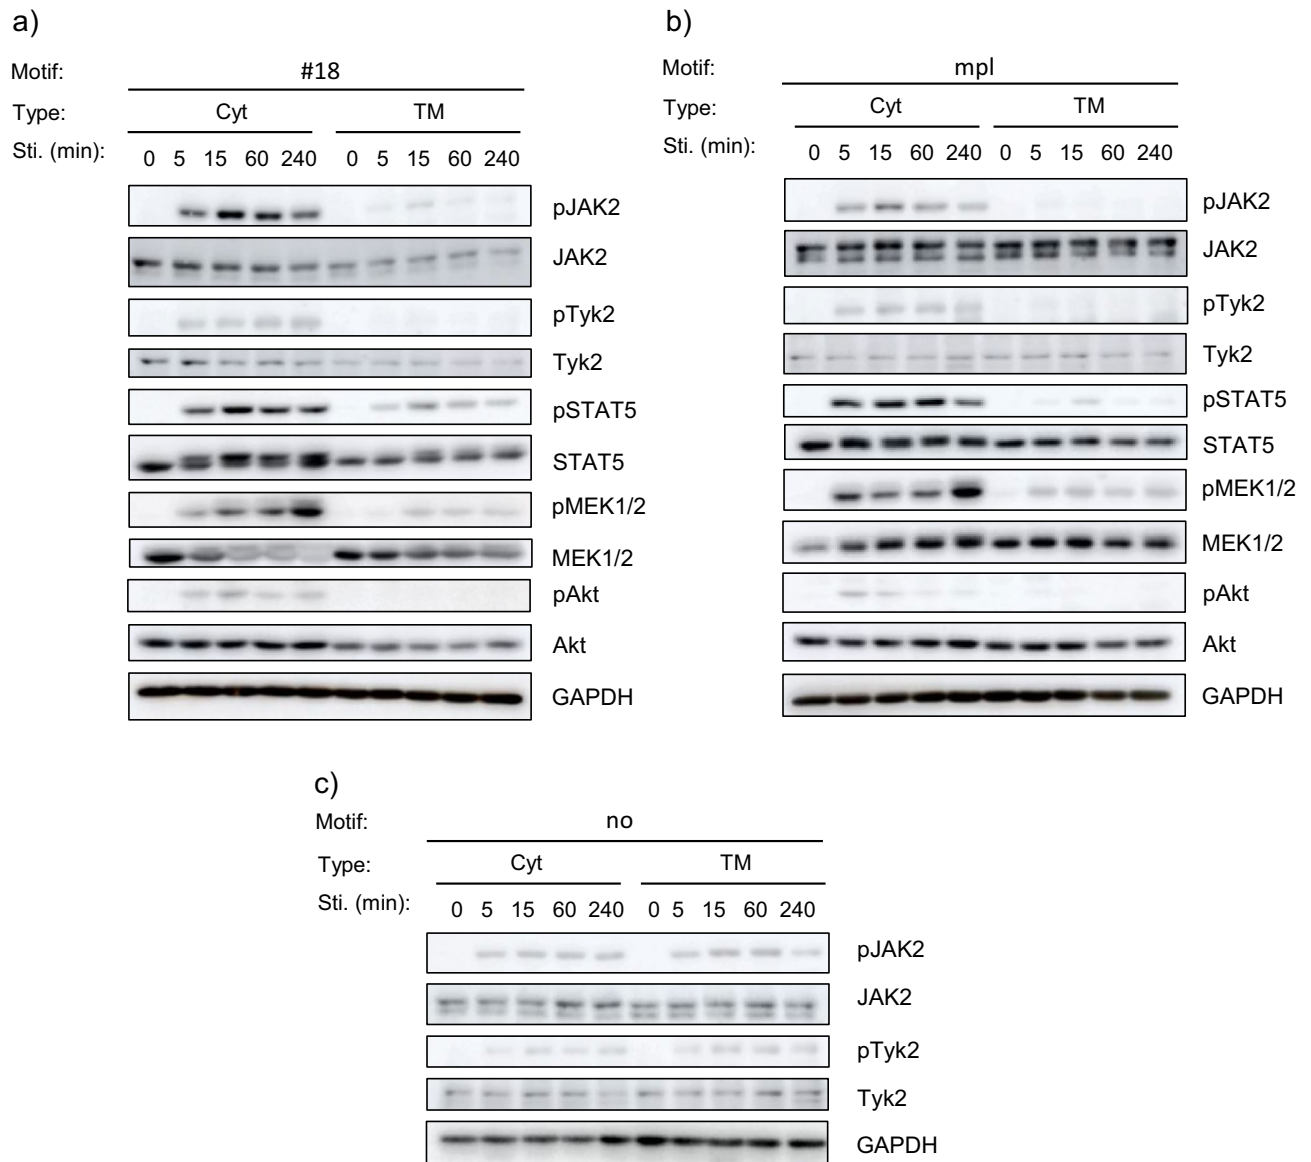 a)
Motif: #18
Type: Cyt TM
Sti. (min): 0 5 15 60 240 0 5 15 60 240
pJAK2
JAK2
pTyk2
Tyk2
pSTAT5
STAT5
pMEK1/2
MEK1/2
pAkt
Akt
GAPDH
b)
Motif: mpl
Type: Cyt TM
Sti. (min): 0 5 15 60 240 0 5 15 60 240
pJAK2
JAK2
pTyk2
Tyk2
pSTAT5
STAT5
pMEK1/2
MEK1/2
pAkt
Akt
GAPDH
c)
Motif: no
Type: Cyt TM
Sti. (min): 0 5 15 60 240 0 5 15 60 240
pJAK2
JAK2
pTyk2
Tyk2
GAPDH